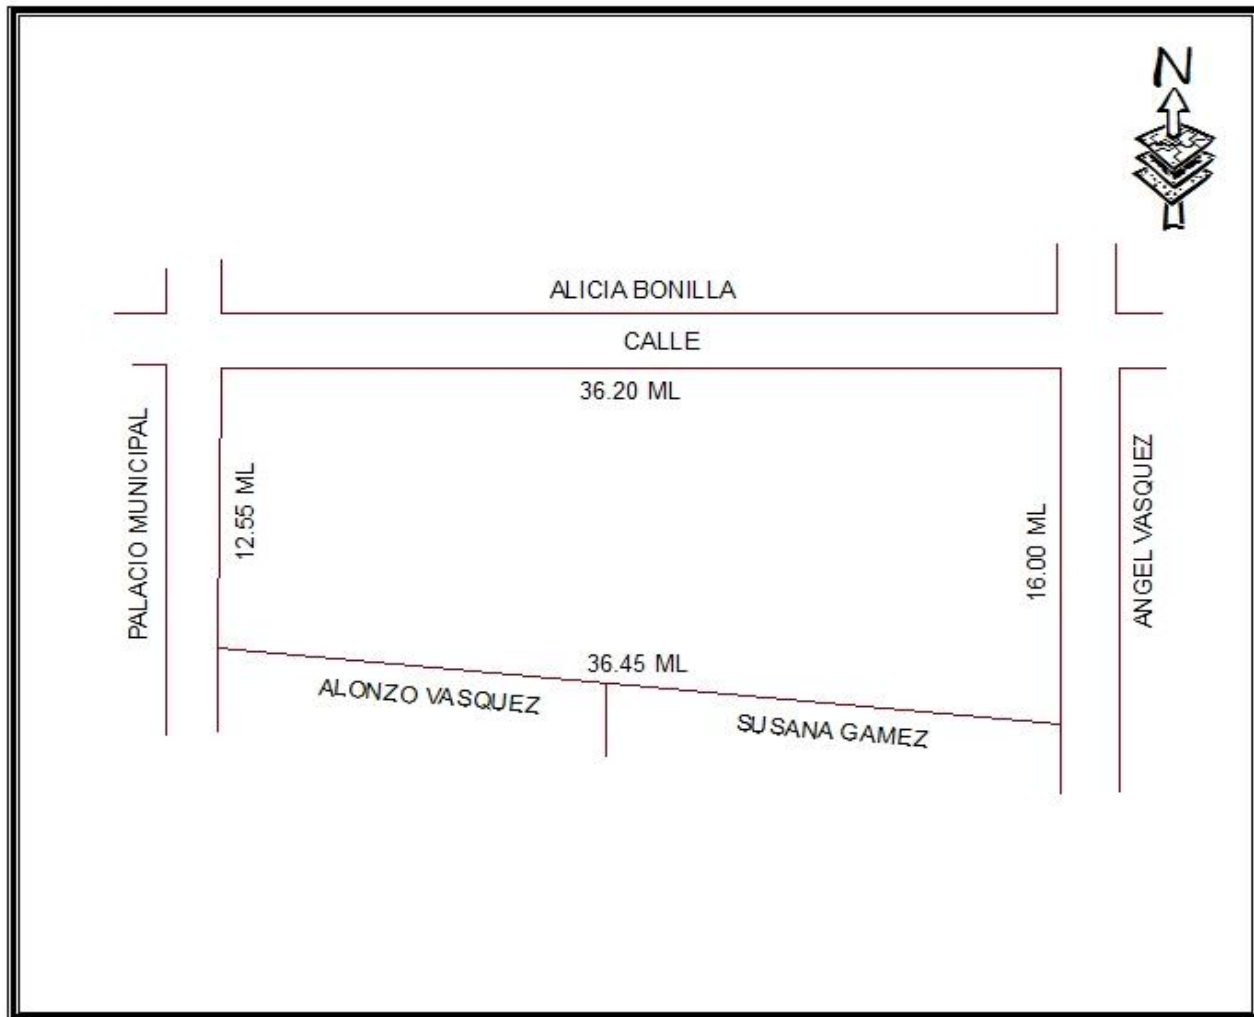 N
ALICIA BONILLA
CALLE
36.20 ML
PALACIO MUNICIPAL
12.55 ML
16.00 ML
ANGEL VASQUEZ
36.45 ML
ALONZO VASQUEZ
SUSANA GAMEZ